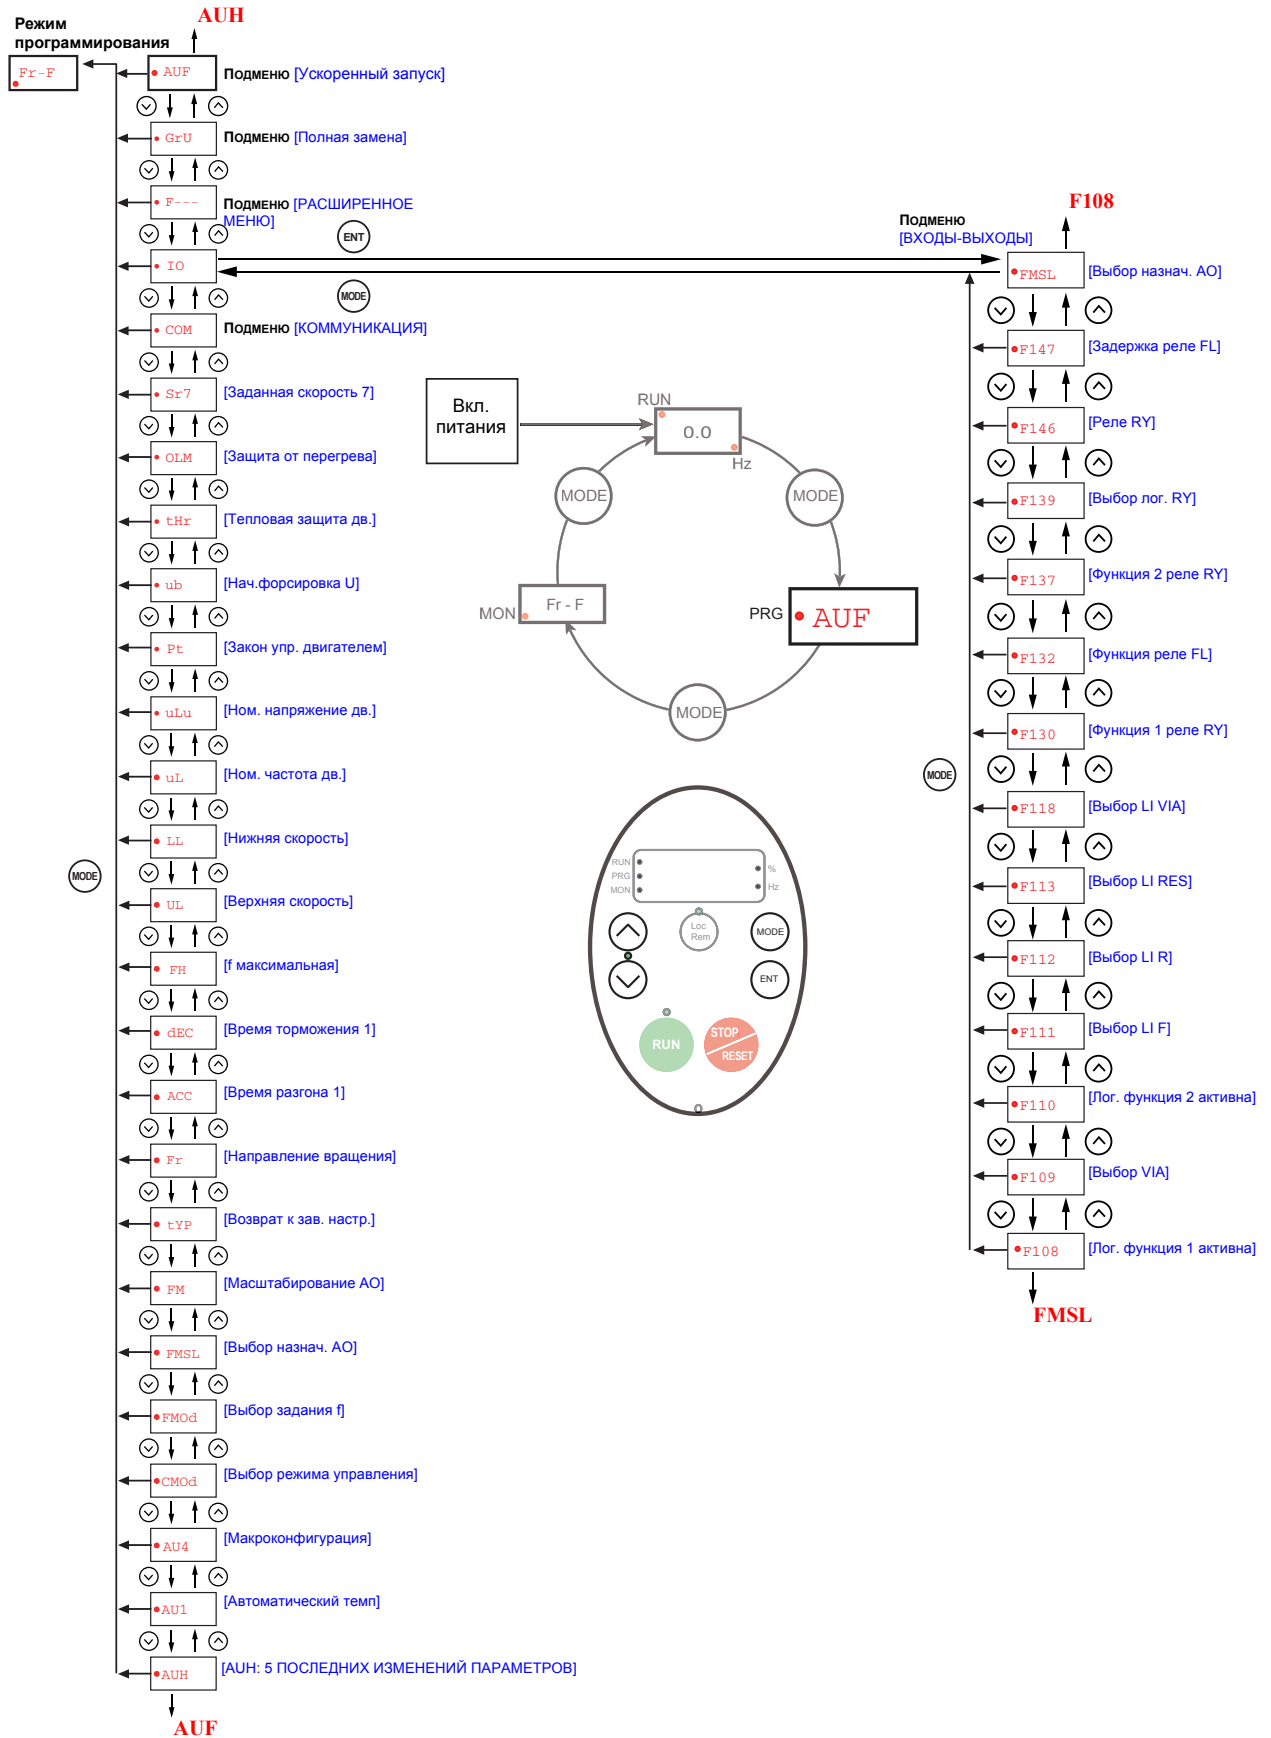 AUH
Режим
программирования
Fr-F
AUF
Подменю [Ускоренный запуск]
GrU
Подменю [Полная замена]
F---
Подменю [РАСШИРЕННОЕ
МЕНЮ]
IO
ENT
MODE
COM
Подменю [КОММУНИКАЦИЯ]
Sr7
[Заданная скорость 7]
OLM
[Защита от перегрева]
tHr
[Тепловая защита дв.]
ub
[Нач.форсировка U]
Pt
[Закон упр. двигателем]
uLu
[Ном. напряжение дв.]
uL
[Ном. частота дв.]
LL
[Нижняя скорость]
MODE
UL
[Верхняя скорость]
FH
[f максимальная]
dEC
[Время торможения 1]
ACC
[Время разгона 1]
Fr
[Направление вращения]
tYP
[Возврат к зав. настр.]
FM
[Масштабирование АО]
FMSL
[Выбор назнач. АО]
FMOd
[Выбор задания f]
CMOd
[Выбор режима управления]
AU4
[Макроконфигурация]
AU1
[Автоматический темп]
AUH
[AUH: 5 ПОСЛЕДНИХ ИЗМЕНЕНИЙ ПАРАМЕТРОВ]
AUF
Вкл.
питания
RUN
0.0
Hz
MODE
MODE
MON
Fr - F
PRG
AUF
MODE
RUN
PRG
MON
%
Hz
Loc
Rem
MODE
ENT
RUN
STOP
RESET
F108
Подменю
[ВХОДЫ-ВЫХОДЫ]
FMSL
[Выбор назнач. АО]
F147
[Задержка реле FL]
F146
[Реле RY]
F139
[Выбор лог. RY]
F137
[Функция 2 реле RY]
F132
[Функция реле FL]
F130
[Функция 1 реле RY]
MODE
F118
[Выбор LI VIA]
F113
[Выбор LI RES]
F112
[Выбор LI R]
F111
[Выбор LI F]
F110
[Лог. функция 2 активна]
F109
[Выбор VIA]
F108
[Лог. функция 1 активна]
FMSL